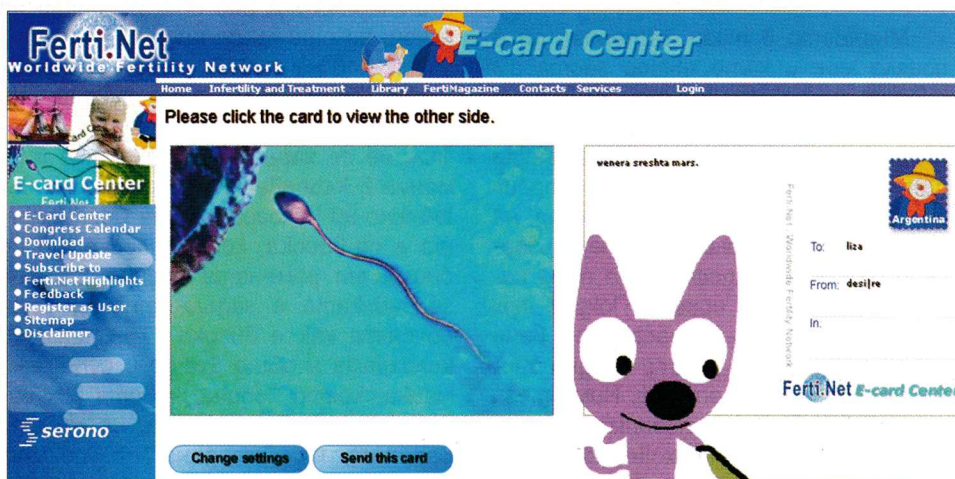 Ferti.Net
Worldwide Fertility Network
E-card Center
Home Infertility and Treatment Library FertiMagazine Contacts Services Login
Please click the card to view the other side.
E-card Center
Ferti.Net
E-Card Center
Congress Calendar
Download
Travel Update
Subscribe to
Ferti.Net Highlights
Feedback
Register as User
Sitemap
Disclaimer
serono
wenera sreshta mars.
Argentina
Ferti.Net Worldwide Fertility Network
To: liza
From: desi|re
In:
Ferti.Net E-card Center
Change settings Send this card